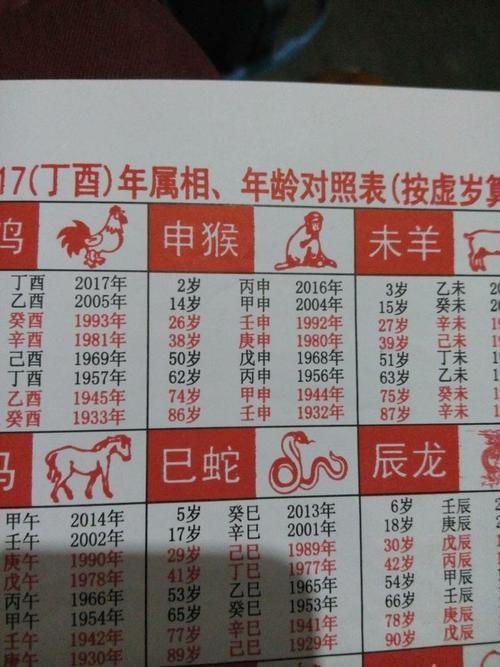 17(丁酉)年属相、年龄对照表(按虚岁算
鸡 申猴 未羊
丁酉 2017年 2岁 丙申 2016年 3岁 乙未
乙酉 2005年 14岁 甲申 2004年 15岁 癸未
癸酉 1993年 26岁 壬申 1992年 27岁 辛未
辛酉 1981年 38岁 庚申 1980年 39岁 己未
己酉 1969年 50岁 戊申 1968年 51岁 丁未
丁酉 1957年 62岁 丙申 1956年 63岁 乙未
乙酉 1945年 74岁 甲申 1944年 75岁 癸未
癸酉 1933年 86岁 壬申 1932年 87岁 辛未
马 巳蛇 辰龙
甲午 2014年 5岁 癸巳 2013年 6岁 壬辰
壬午 2002年 17岁 辛巳 2001年 18岁 庚辰
庚午 1990年 29岁 己巳 1989年 30岁 戊辰
戊午 1978年 41岁 丁巳 1977年 42岁 丙辰
丙午 1966年 53岁 乙巳 1965年 54岁 甲辰
甲午 1954年 65岁 癸巳 1953年 66岁 壬辰
壬午 1942年 77岁 辛巳 1941年 78岁 庚辰
庚午 1930年 89岁 己巳 1929年 90岁 戊辰